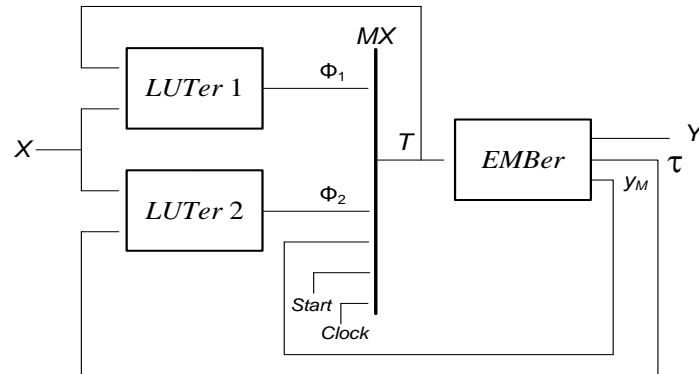 MX
LUTer 1
Φ1
X
T
EMBer
Y
τ
yM
LUTer 2
Φ2
Start
Clock